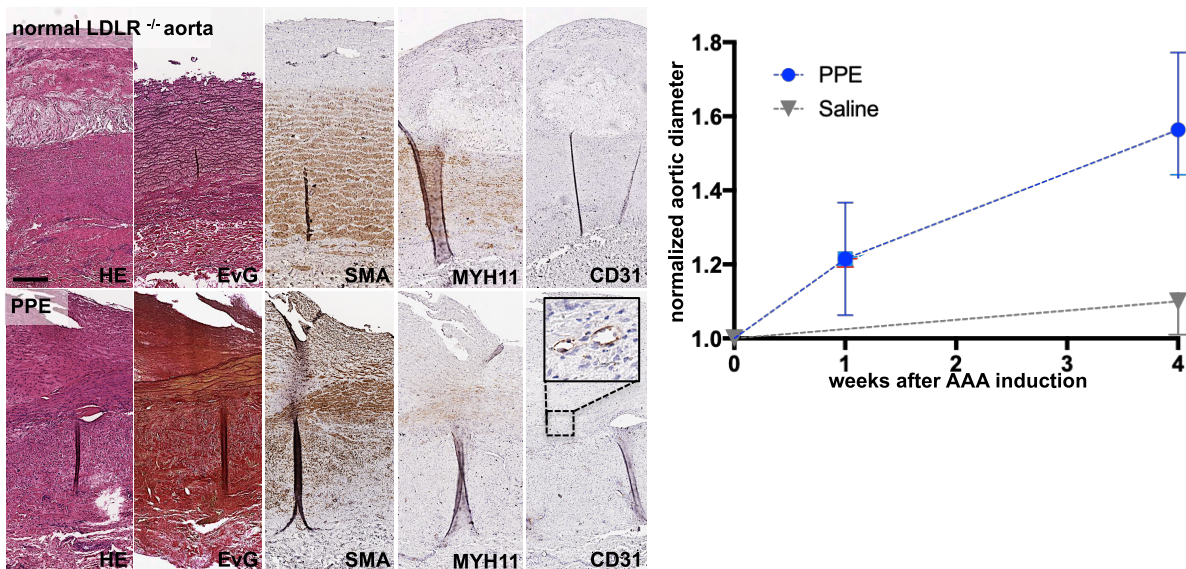 normal LDLR -/- aorta
HE
EvG
SMA
MYH11
CD31
PPE
HE
EvG
SMA
MYH11
CD31
normalized aortic diameter
1.8
1.6
1.4
1.2
1.0
PPE
Saline
0
1
2
3
4
weeks after AAA induction